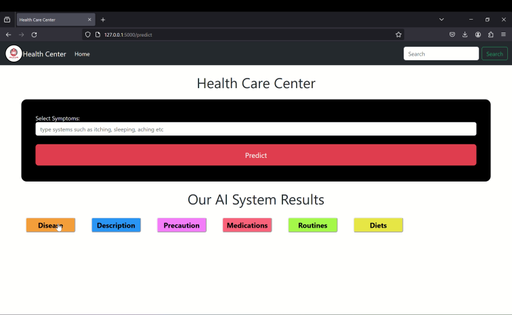 Health Care Center
127.0.0.1:5000/predict
Health Center Home Search Search
Health Care Center
Select Symptoms:
type systems such as itching, sleeping, aching etc
Predict
Our AI System Results
Disease Description Precaution Medications Routines Diets